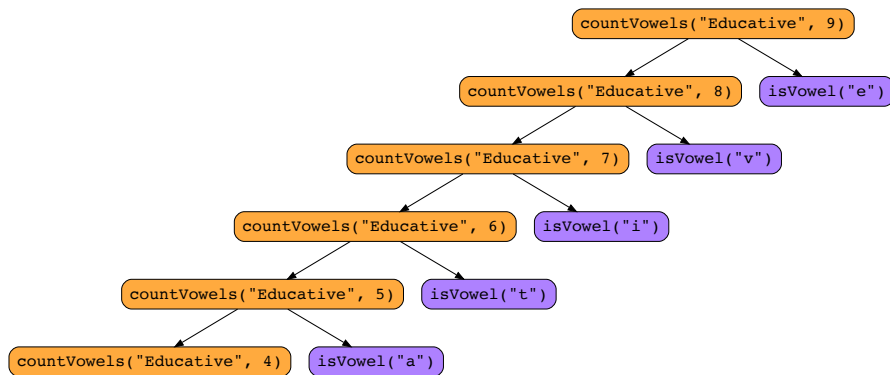 countVowels("Educative", 9)
countVowels("Educative", 8)
isVowel("e")
countVowels("Educative", 7)
isVowel("v")
countVowels("Educative", 6)
isVowel("i")
countVowels("Educative", 5)
isVowel("t")
countVowels("Educative", 4)
isVowel("a")